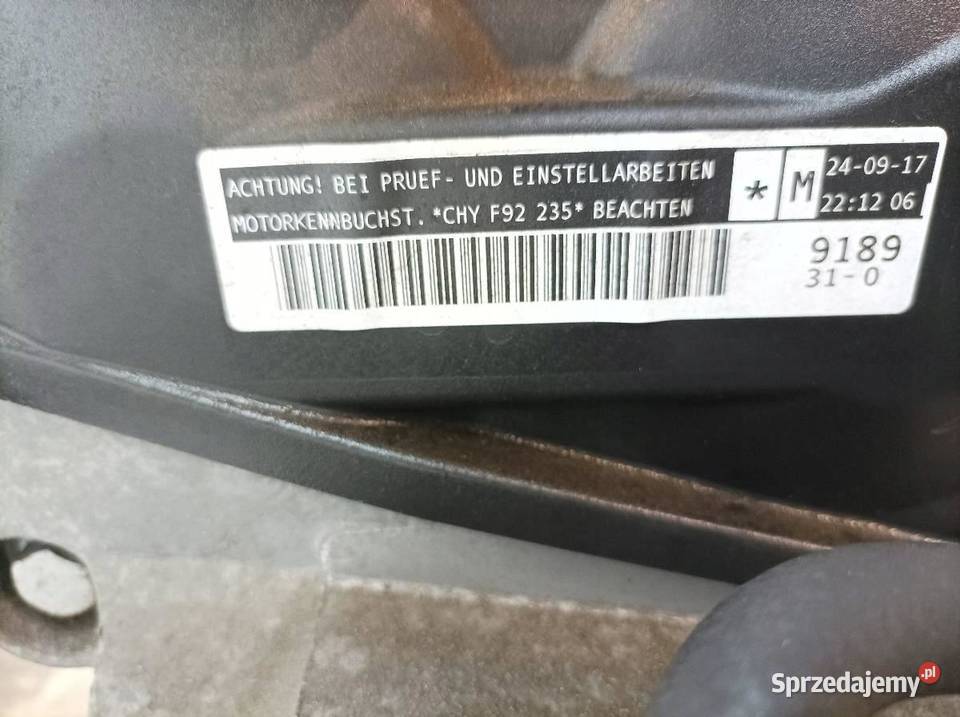 ACHTUNG! BEI PRUEF- UND EINSTELLARBEITEN
MOTORKENNBUCHST. *CHY F92 235* BEACHTEN
* M
24-09-17
22:12 06
9189
31-0
Sprzedajemy.pl